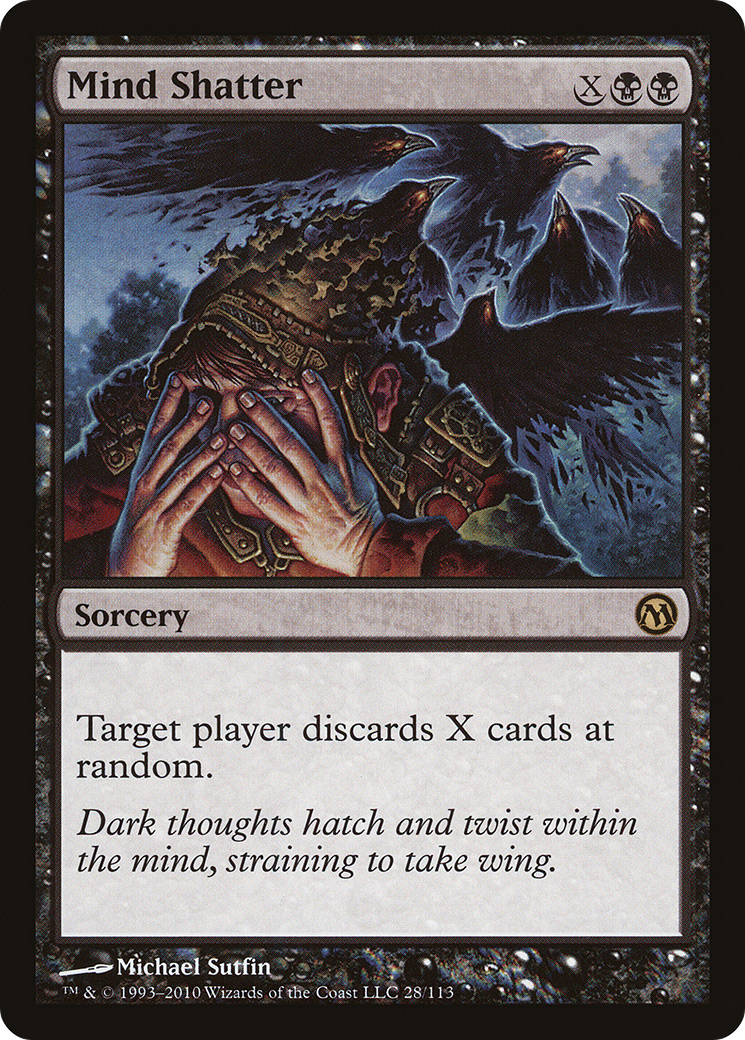 Mind Shatter X
Sorcery
Target player discards X cards at
random.
Dark thoughts hatch and twist within
the mind, straining to take wing.
Michael Sutfin
™ & © 1993–2010 Wizards of the Coast LLC 28/113